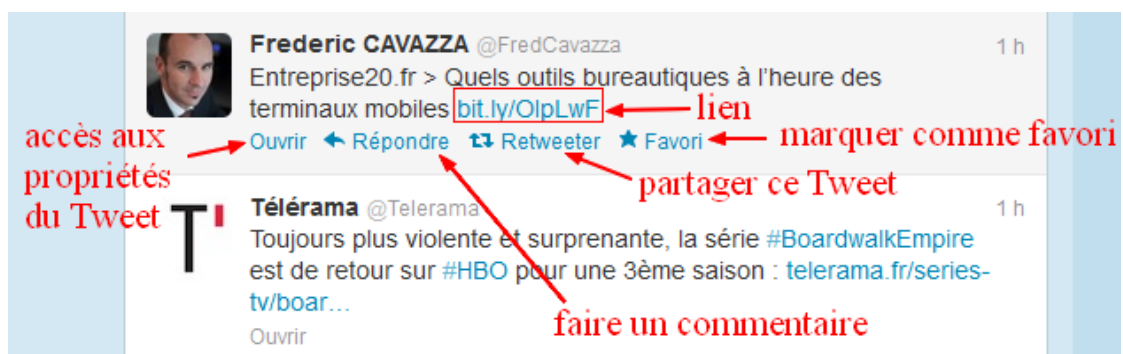 Frederic CAVAZZA @FredCavazza 1 h
Entreprise20.fr > Quels outils bureautiques à l'heure des
terminaux mobiles bit.ly/OlpLwF lien
Ouvrir Répondre Retweeter Favori marquer comme favori
accès aux
propriétés
du Tweet
partager ce Tweet
T'
Télérama @Telerama 1 h
Toujours plus violente et surprenante, la série #BoardwalkEmpire
est de retour sur #HBO pour une 3ème saison : telerama.fr/series-
tv/boar...
Ouvrir
faire un commentaire